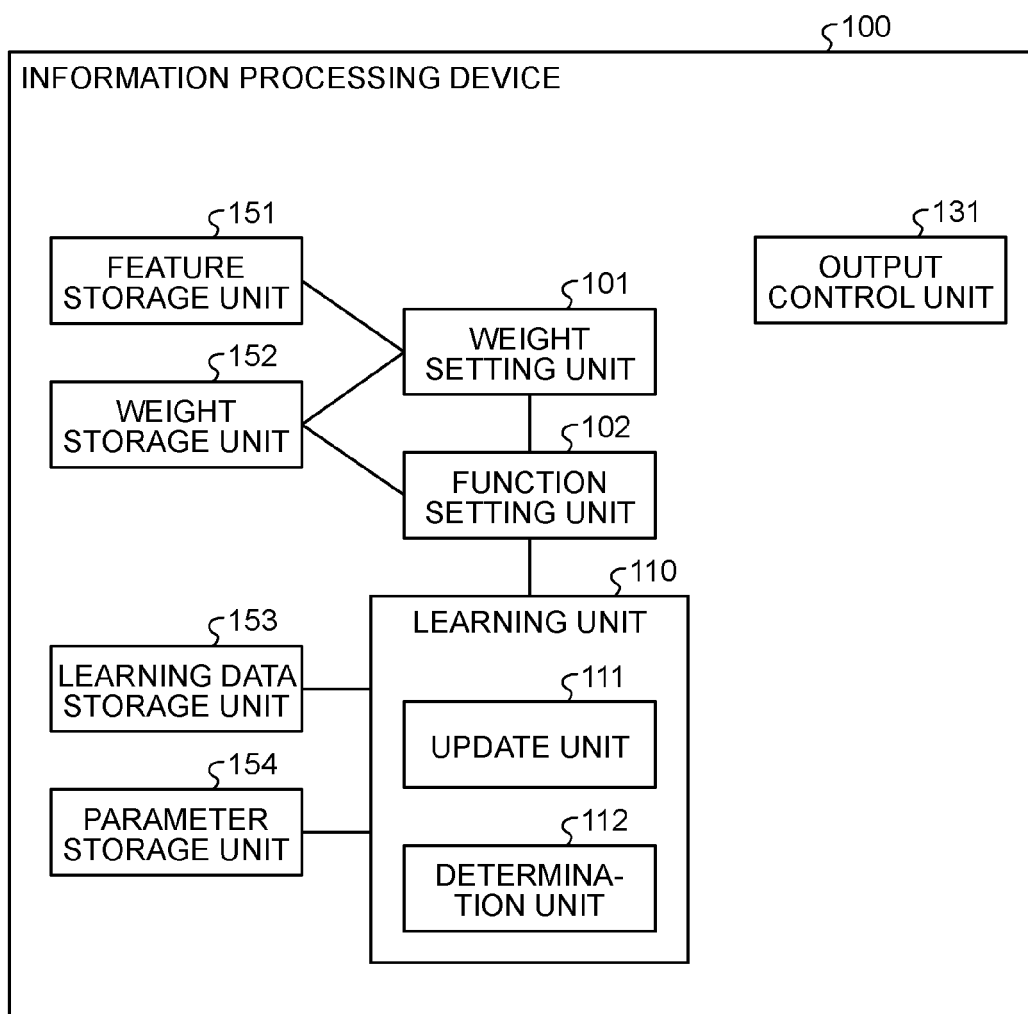 100
INFORMATION PROCESSING DEVICE
151
FEATURE
STORAGE UNIT
131
OUTPUT
CONTROL UNIT
101
WEIGHT
SETTING UNIT
152
WEIGHT
STORAGE UNIT
102
FUNCTION
SETTING UNIT
110
LEARNING UNIT
153
LEARNING DATA
STORAGE UNIT
111
UPDATE UNIT
154
PARAMETER
STORAGE UNIT
112
DETERMINA-
TION UNIT